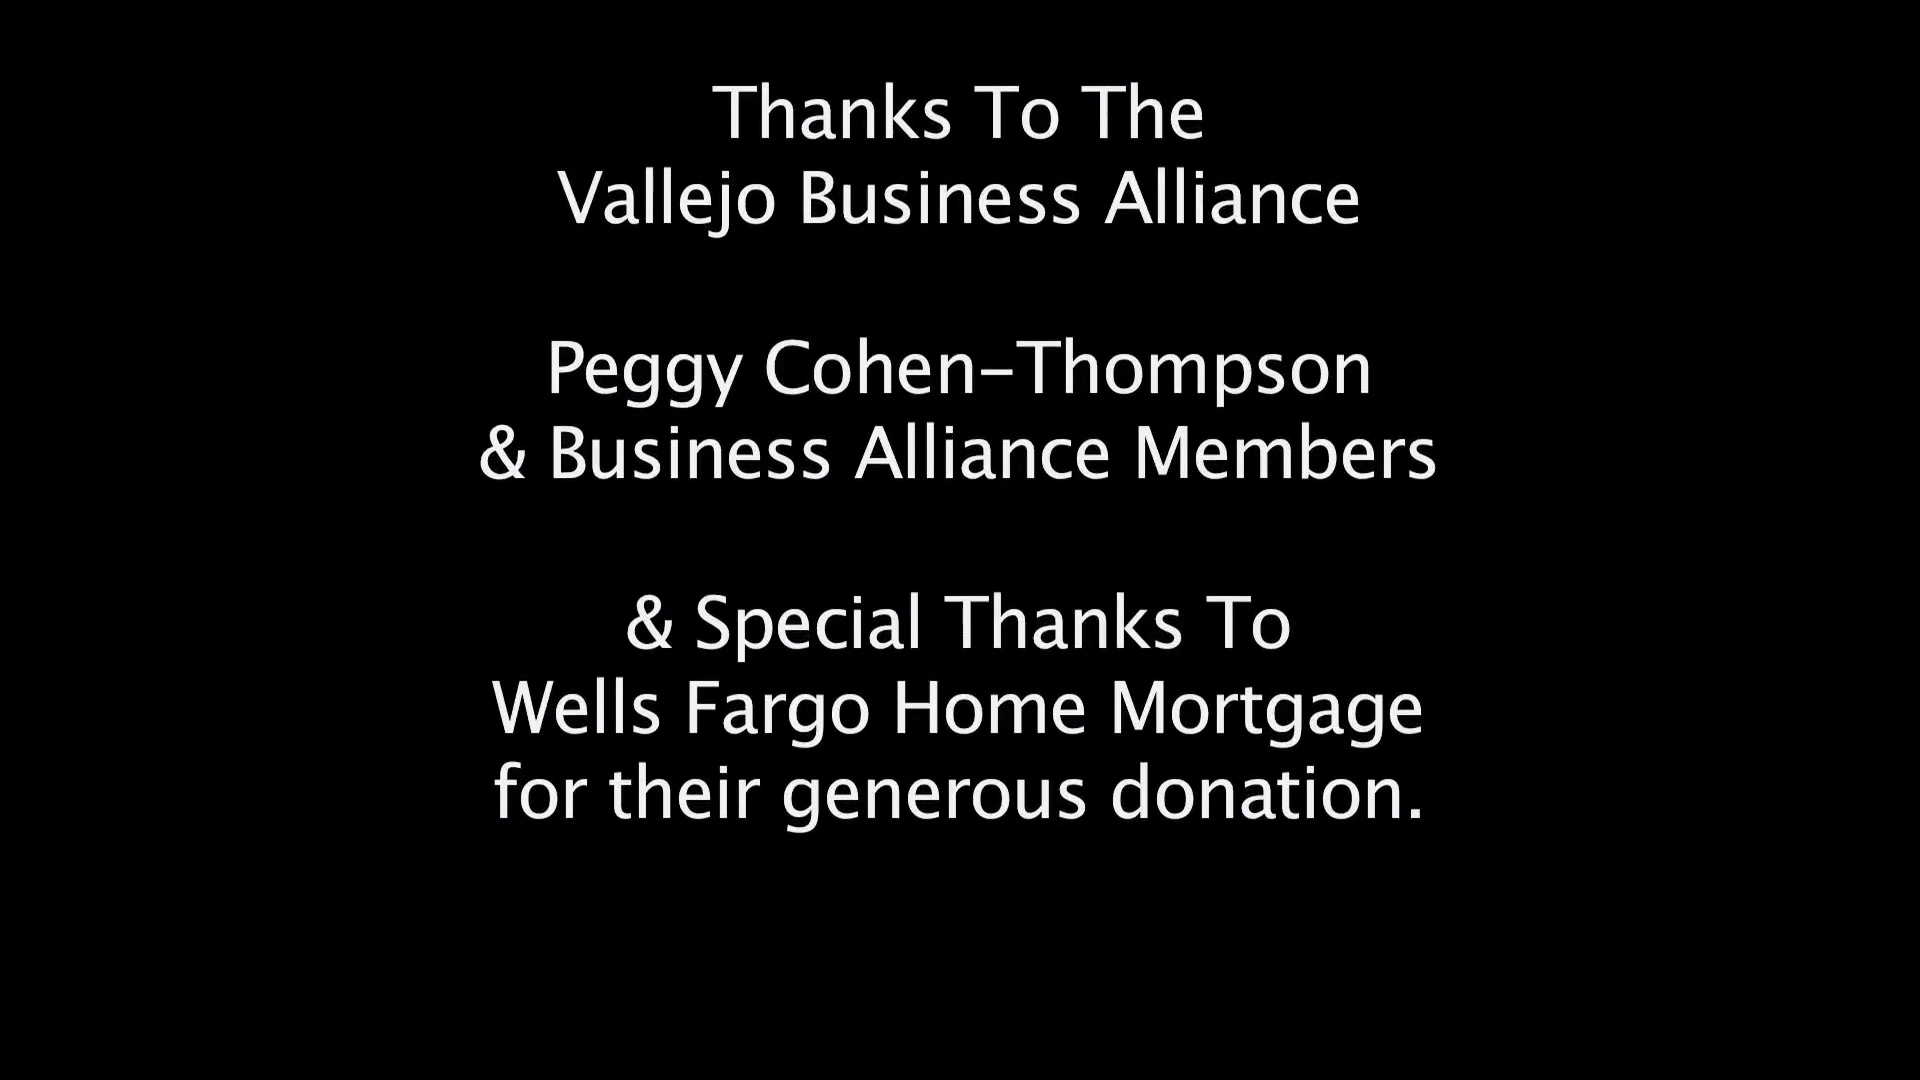 Thanks To The
Vallejo Business Alliance
Peggy Cohen-Thompson
& Business Alliance Members
& Special Thanks To
Wells Fargo Home Mortgage
for their generous donation.